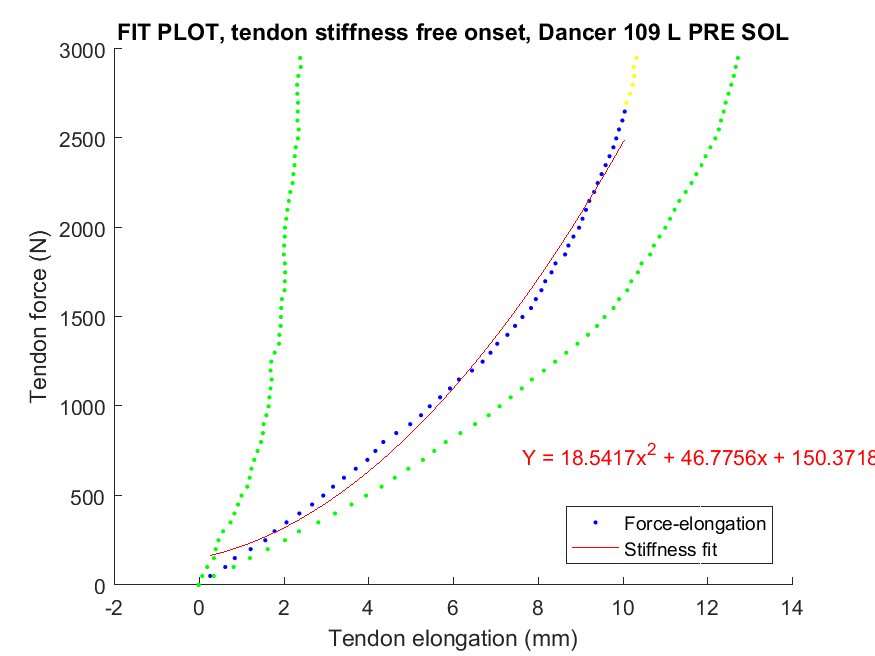 FIT PLOT, tendon stiffness free onset, Dancer 109 L PRE SOL
3000
2500
2000
1500
1000
500
0
Tendon force (N)
Y = 18.5417x² + 46.7756x + 150.3718
Force-elongation
Stiffness fit
-2 0 2 4 6 8 10 12 14
Tendon elongation (mm)